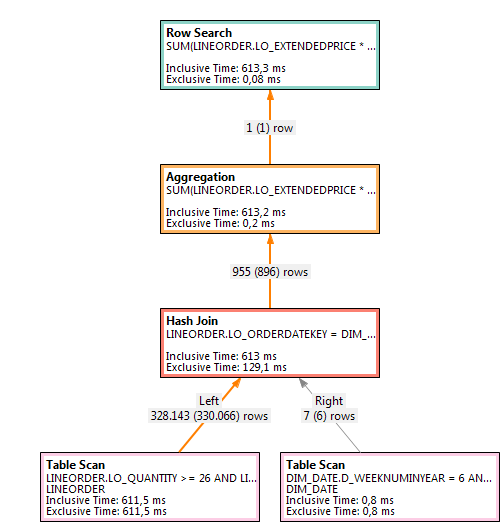 Row Search
SUM(LINEORDER.LO_EXTENDEDPRICE * ...
Inclusive Time: 613,3 ms
Exclusive Time: 0,08 ms
1 (1) row
Aggregation
SUM(LINEORDER.LO_EXTENDEDPRICE * ...
Inclusive Time: 613,2 ms
Exclusive Time: 0,2 ms
955 (896) rows
Hash Join
LINEORDER.LO_ORDERDATEKEY = DIM_...
Inclusive Time: 613 ms
Exclusive Time: 129,1 ms
Left
328.143 (330.066) rows
Right
7 (6) rows
Table Scan
LINEORDER.LO_QUANTITY >= 26 AND LI...
LINEORDER
Inclusive Time: 611,5 ms
Exclusive Time: 611,5 ms
Table Scan
DIM_DATE.D_WEEKNUMINYEAR = 6 AN...
DIM_DATE
Inclusive Time: 0,8 ms
Exclusive Time: 0,8 ms